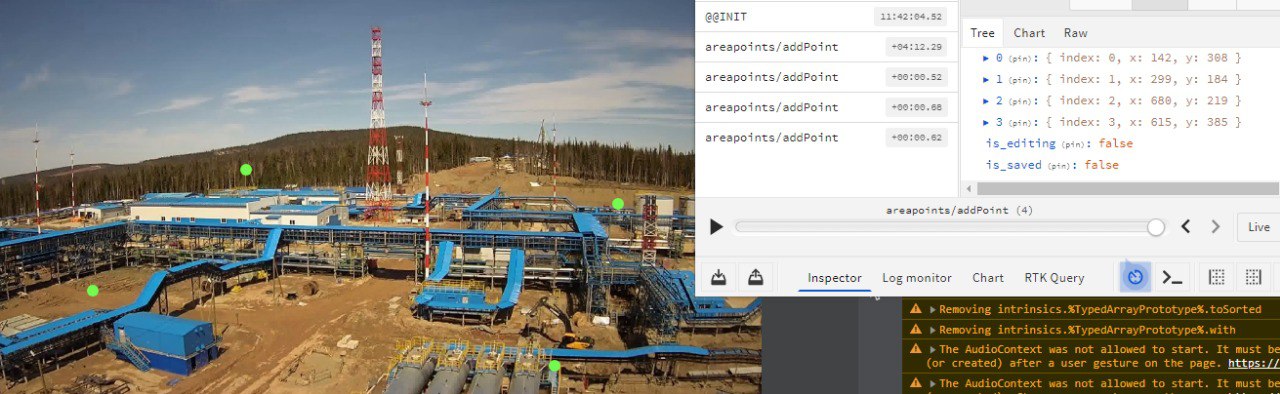 @@INIT
11:42:04.52
areapoints/addPoint
+04:12.29
areapoints/addPoint
+00:00.52
areapoints/addPoint
+00:00.68
areapoints/addPoint
+00:00.62
areapoints/addPoint (4)
Live
Inspector Log monitor Chart RTK Query
Tree Chart Raw
▶ 0 (pin): { index: 0, x: 142, y: 308 }
▶ 1 (pin): { index: 1, x: 299, y: 184 }
▶ 2 (pin): { index: 2, x: 680, y: 219 }
▶ 3 (pin): { index: 3, x: 615, y: 385 }
is_editing (pin): false
is_saved (pin): false
▶ Removing intrinsics.%TypedArrayPrototype%.toSorted
▶ Removing intrinsics.%TypedArrayPrototype%.with
▶ The AudioContext was not allowed to start. It must be
(or created) after a user gesture on the page. https://
▶ The AudioContext was not allowed to start. It must be